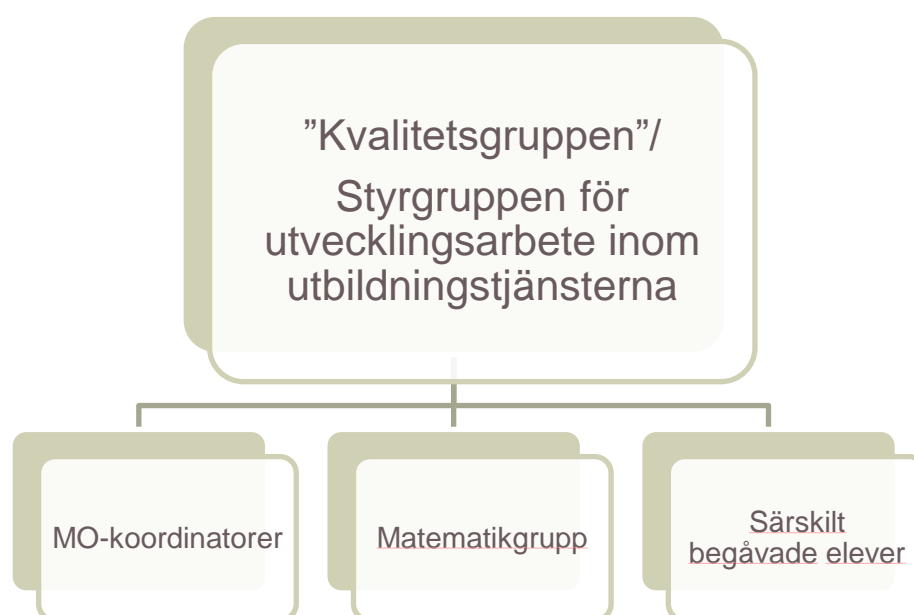 ”Kvalitetsgruppen”/
Styrgruppen för
utvecklingsarbete inom
utbildningstjänsterna
MO-koordinatorer
Matematikgrupp
Särskilt
begåvade elever